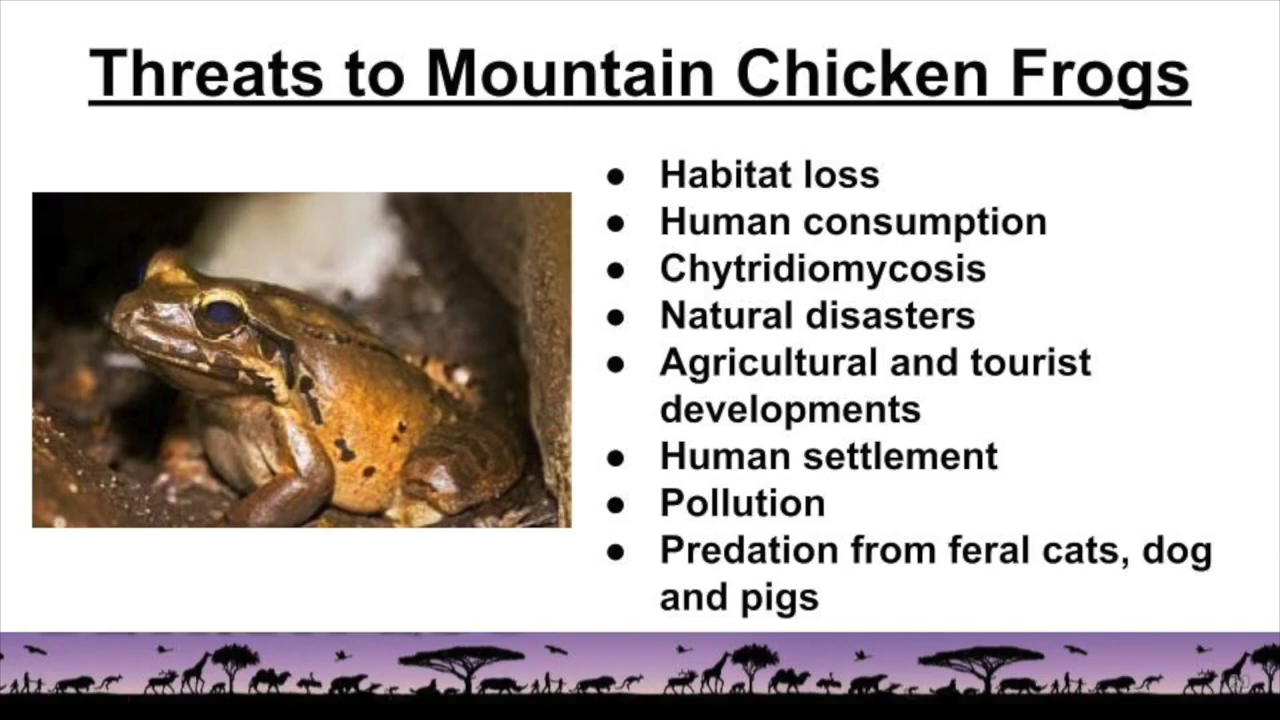 Threats to Mountain Chicken Frogs
● Habitat loss
● Human consumption
● Chytridiomycosis
● Natural disasters
● Agricultural and tourist
developments
● Human settlement
● Pollution
● Predation from feral cats, dog
and pigs